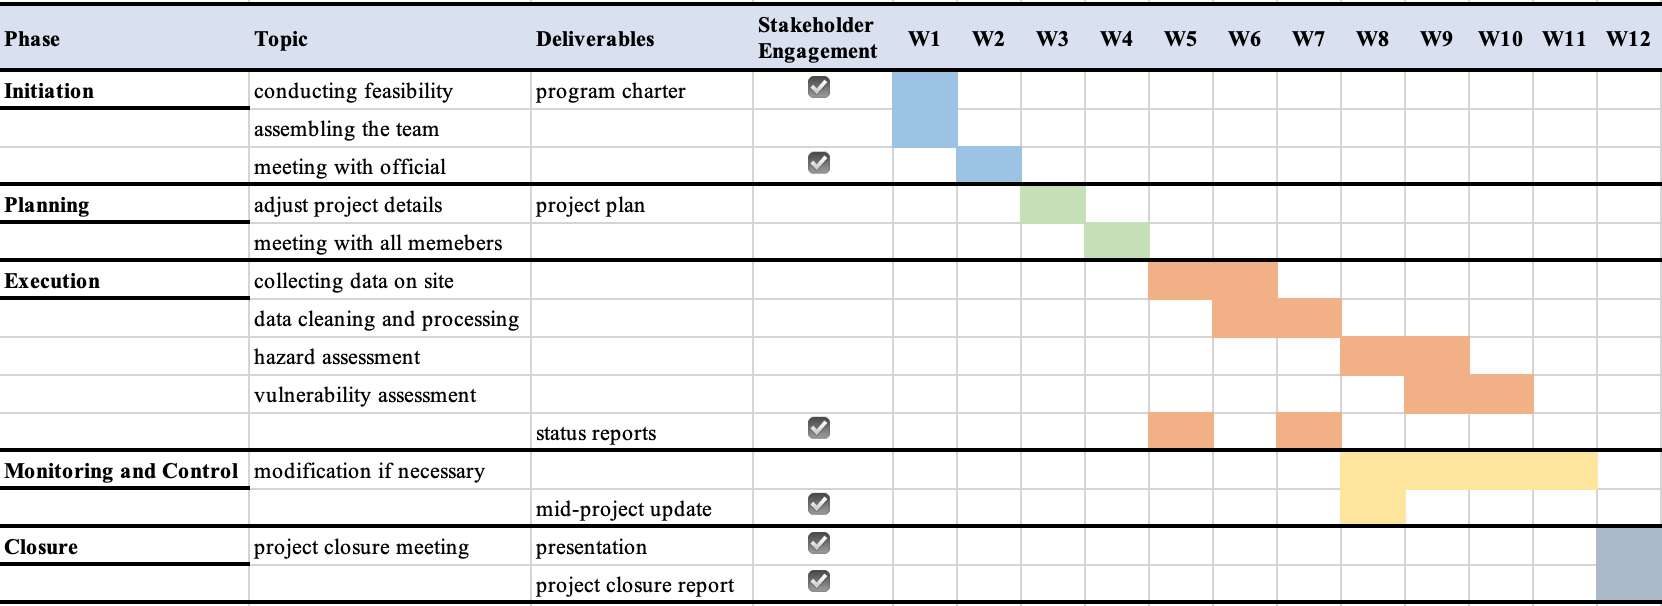 Phase Topic Deliverables Stakeholder Engagement W1 W2 W3 W4 W5 W6 W7 W8 W9 W10 W11 W12
Initiation conducting feasibility program charter
assembling the team
meeting with official
Planning adjust project details project plan
meeting with all memebers
Execution collecting data on site
data cleaning and processing
hazard assessment
vulnerability assessment
status reports
Monitoring and Control modification if necessary
mid-project update
Closure project closure meeting presentation
project closure report